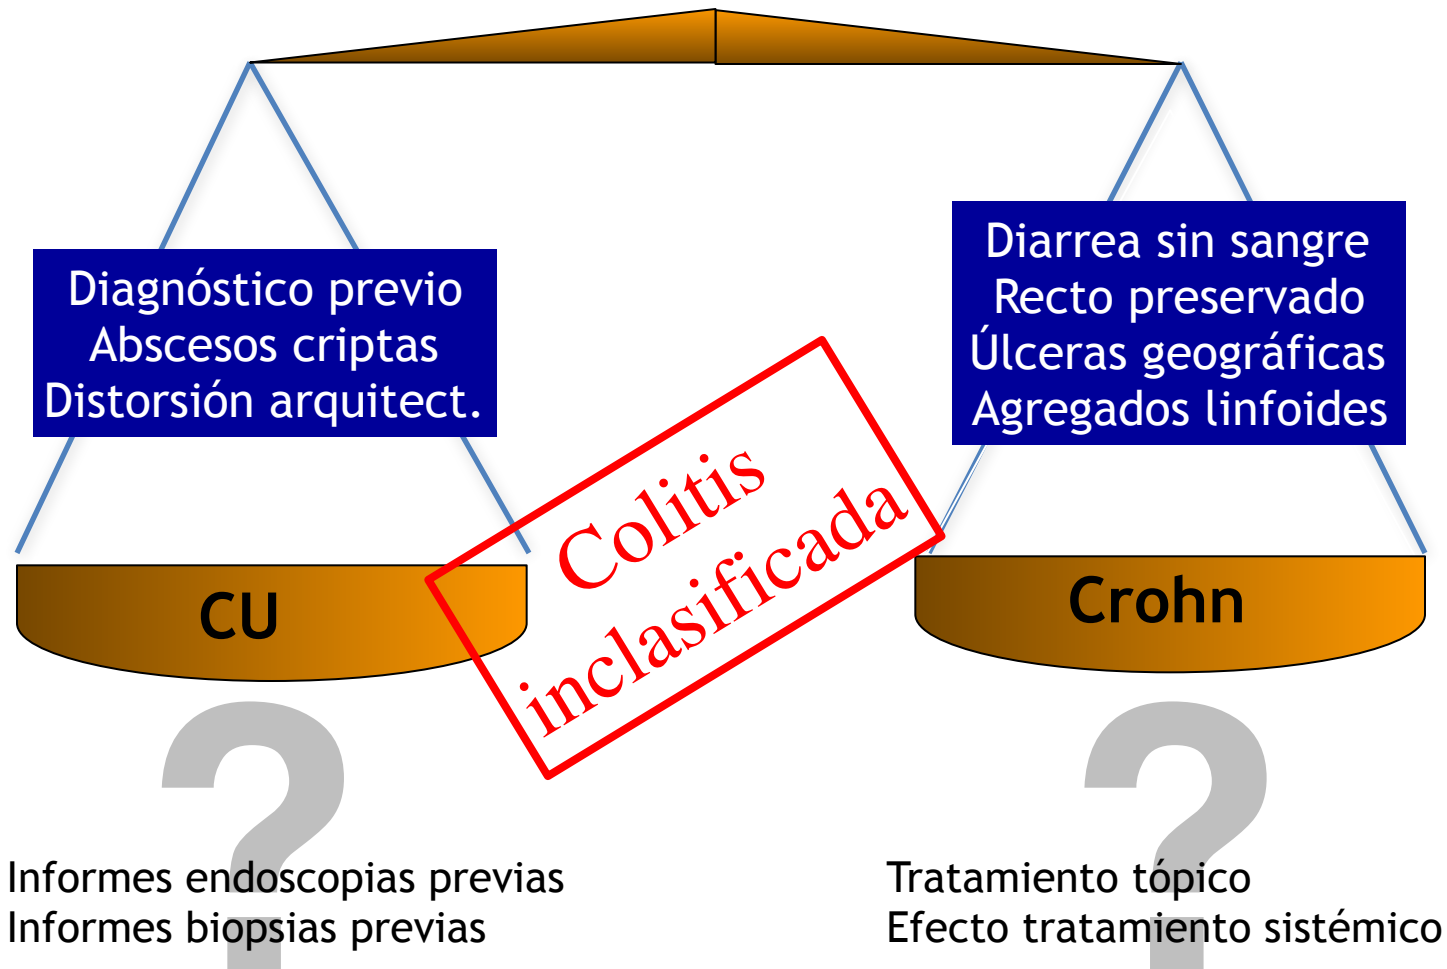 Diagnóstico previo
Abscesos criptas
Distorsión arquitect.
CU
?
Informes endoscopias previas
Informes biopsias previas
Colitis
inclasificada
Diarrea sin sangre
Recto preservado
Úlceras geográficas
Agregados linfoides
Crohn
?
Tratamiento tópico
Efecto tratamiento sistémico